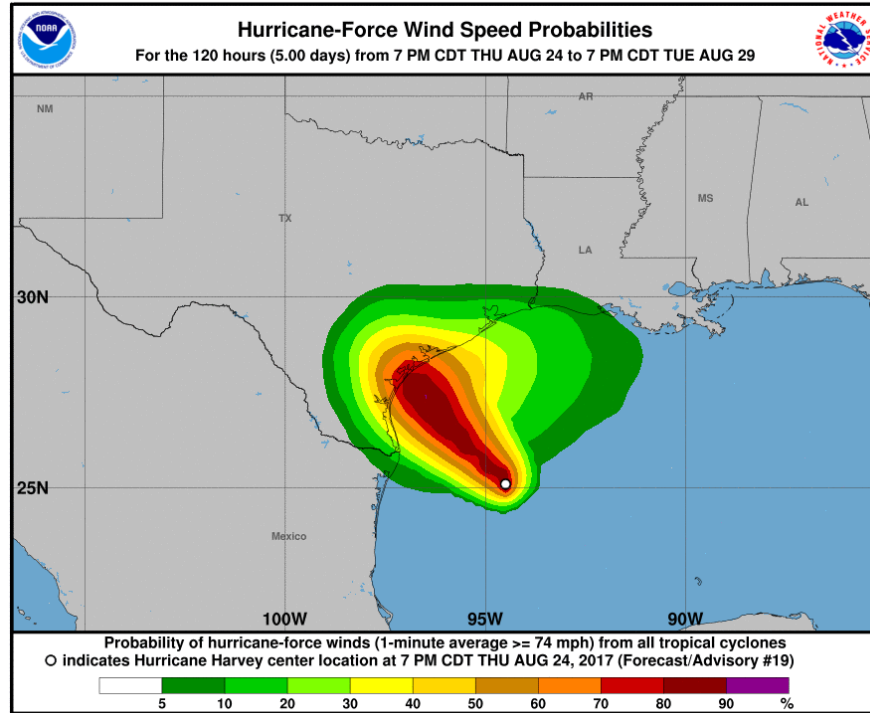 Hurricane-Force Wind Speed Probabilities
For the 120 hours (5.00 days) from 7 PM CDT THU AUG 24 to 7 PM CDT TUE AUG 29
NOAA
NATIONAL WEATHER SERVICE
NM
AR
TX
MS
AL
LA
30N
25N
Mexico
100W 95W 90W
Probability of hurricane-force winds (1-minute average >= 74 mph) from all tropical cyclones
O indicates Hurricane Harvey center location at 7 PM CDT THU AUG 24, 2017 (Forecast/Advisory #19)
5 10 20 30 40 50 60 70 80 90 %